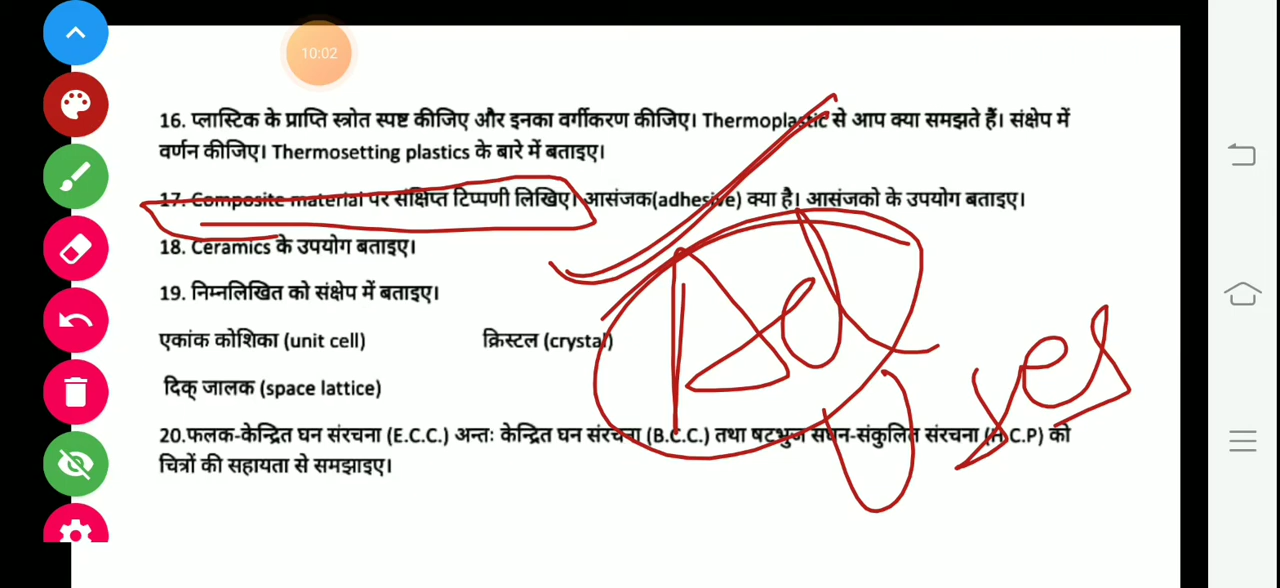 10:02
16. प्लास्टिक के प्राप्ति स्त्रोत स्पष्ट कीजिए और इनका वर्गीकरण कीजिए। Thermoplastic से आप क्या समझते हैं। संक्षेप में
वर्णन कीजिए। Thermosetting plastics के बारे में बताइए।
17. Composite material पर संक्षिप्त टिप्पणी लिखिए। आसंजक(adhesive) क्या है। आसंजको के उपयोग बताइए।
18. Ceramics के उपयोग बताइए।
19. निम्नलिखित को संक्षेप में बताइए।
एकांक कोशिका (unit cell) क्रिस्टल (crystal)
दिक् जालक (space lattice)
yes
20.फलक-केन्द्रित घन संरचना (E.C.C.) अन्तः केन्द्रित घन संरचना (B.C.C.) तथा षटभुज सघन-संकुलित संरचना (H.C.P) को
चित्रों की सहायता से समझाइए।